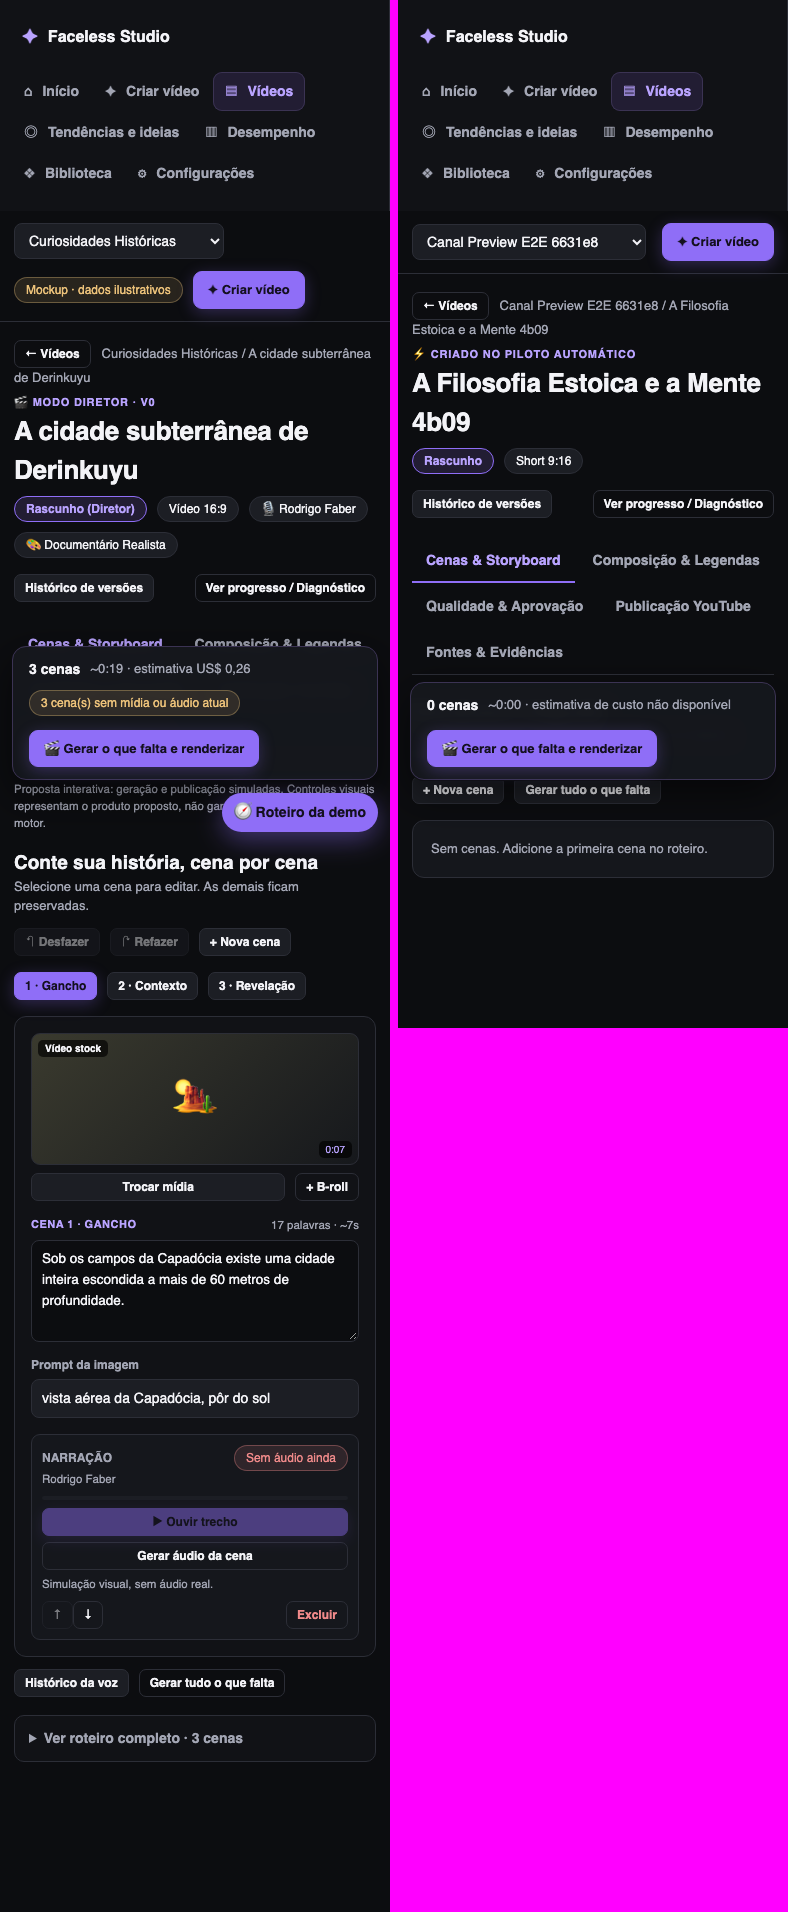 Faceless Studio
Início
Criar vídeo
Vídeos
Tendências e ideias
Desempenho
Biblioteca
Configurações
Curiosidades Históricas
Mockup · dados ilustrativos
✦ Criar vídeo
← Vídeos
Curiosidades Históricas / A cidade subterrânea
de Derinkuyu
🎬 MODO DIRETOR · V0
A cidade subterrânea de
Derinkuyu
Rascunho (Diretor)
Vídeo 16:9
🎙️ Rodrigo Faber
🎨 Documentário Realista
Histórico de versões
Ver progresso / Diagnóstico
Cenas & Storyboard
Composição & Legendas
3 cenas ~0:19 · estimativa US$ 0,26
3 cena(s) sem mídia ou áudio atual
🎬 Gerar o que falta e renderizar
Proposta interativa: geração e publicação simuladas. Controles visuais
representam o produto proposto, não
motor.
🧭 Roteiro da demo
Conte sua história, cena por cena
Selecione uma cena para editar. As demais ficam
preservadas.
↰ Desfazer
↱ Refazer
+ Nova cena
1 · Gancho
2 · Contexto
3 · Revelação
Vídeo stock
0:07
Trocar mídia
+ B-roll
CENA 1 · GANCHO
17 palavras · ~7s
Sob os campos da Capadócia existe uma cidade
inteira escondida a mais de 60 metros de
profundidade.
Prompt da imagem
vista aérea da Capadócia, pôr do sol
NARRAÇÃO
Sem áudio ainda
Rodrigo Faber
▶ Ouvir trecho
Gerar áudio da cena
Simulação visual, sem áudio real.
↑
↓
Excluir
Histórico da voz
Gerar tudo o que falta
▶ Ver roteiro completo · 3 cenas
Faceless Studio
Início
Criar vídeo
Vídeos
Tendências e ideias
Desempenho
Biblioteca
Configurações
Canal Preview E2E 6631e8
✦ Criar vídeo
← Vídeos
Canal Preview E2E 6631e8 / A Filosofia
Estoica e a Mente 4b09
⚡ CRIADO NO PILOTO AUTOMÁTICO
A Filosofia Estoica e a Mente
4b09
Rascunho
Short 9:16
Histórico de versões
Ver progresso / Diagnóstico
Cenas & Storyboard
Composição & Legendas
Qualidade & Aprovação
Publicação YouTube
Fontes & Evidências
0 cenas ~0:00 · estimativa de custo não disponível
🎬 Gerar o que falta e renderizar
+ Nova cena
Gerar tudo o que falta
Sem cenas. Adicione a primeira cena no roteiro.